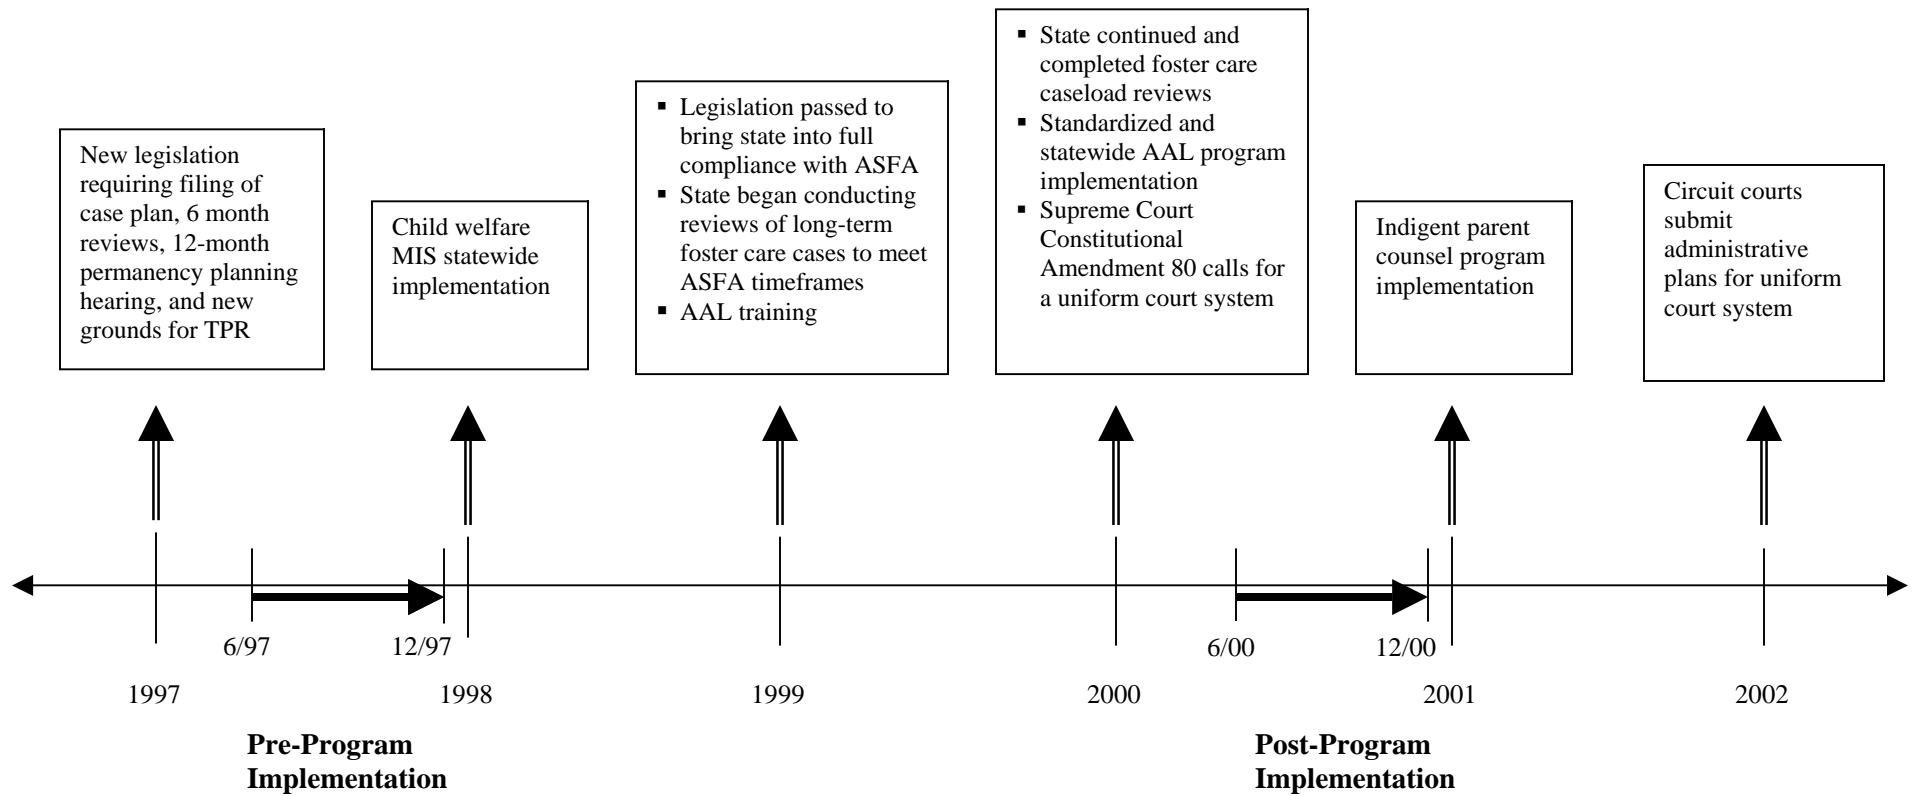 New legislation
requiring filing of
case plan, 6 month
reviews, 12-month
permanency planning
hearing, and new
grounds for TPR
Child welfare
MIS statewide
implementation
▪ Legislation passed to
bring state into full
compliance with ASFA
▪ State began conducting
reviews of long-term
foster care cases to meet
ASFA timeframes
▪ AAL training
▪ State continued and
completed foster care
caseload reviews
▪ Standardized and
statewide AAL program
implementation
▪ Supreme Court
Constitutional
Amendment 80 calls for
a uniform court system
Indigent parent
counsel program
implementation
Circuit courts
submit
administrative
plans for uniform
court system
6/97
12/97
6/00
12/00
1997
1998
1999
2000
2001
2002
Pre-Program
Implementation
Post-Program
Implementation